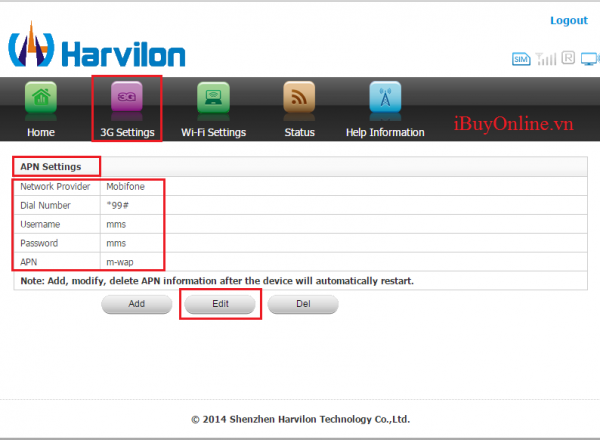 Logout
Harvilon
SIM
R
3G
Home
3G Settings
Wi-Fi Settings
Status
Help Information
iBuyOnline.vn
APN Settings
Network Provider Mobifone
Dial Number *99#
Username mms
Password mms
APN m-wap
Note: Add, modify, delete APN information after the device will automatically restart.
Add Edit Del
© 2014 Shenzhen Harvilon Technology Co.,Ltd.